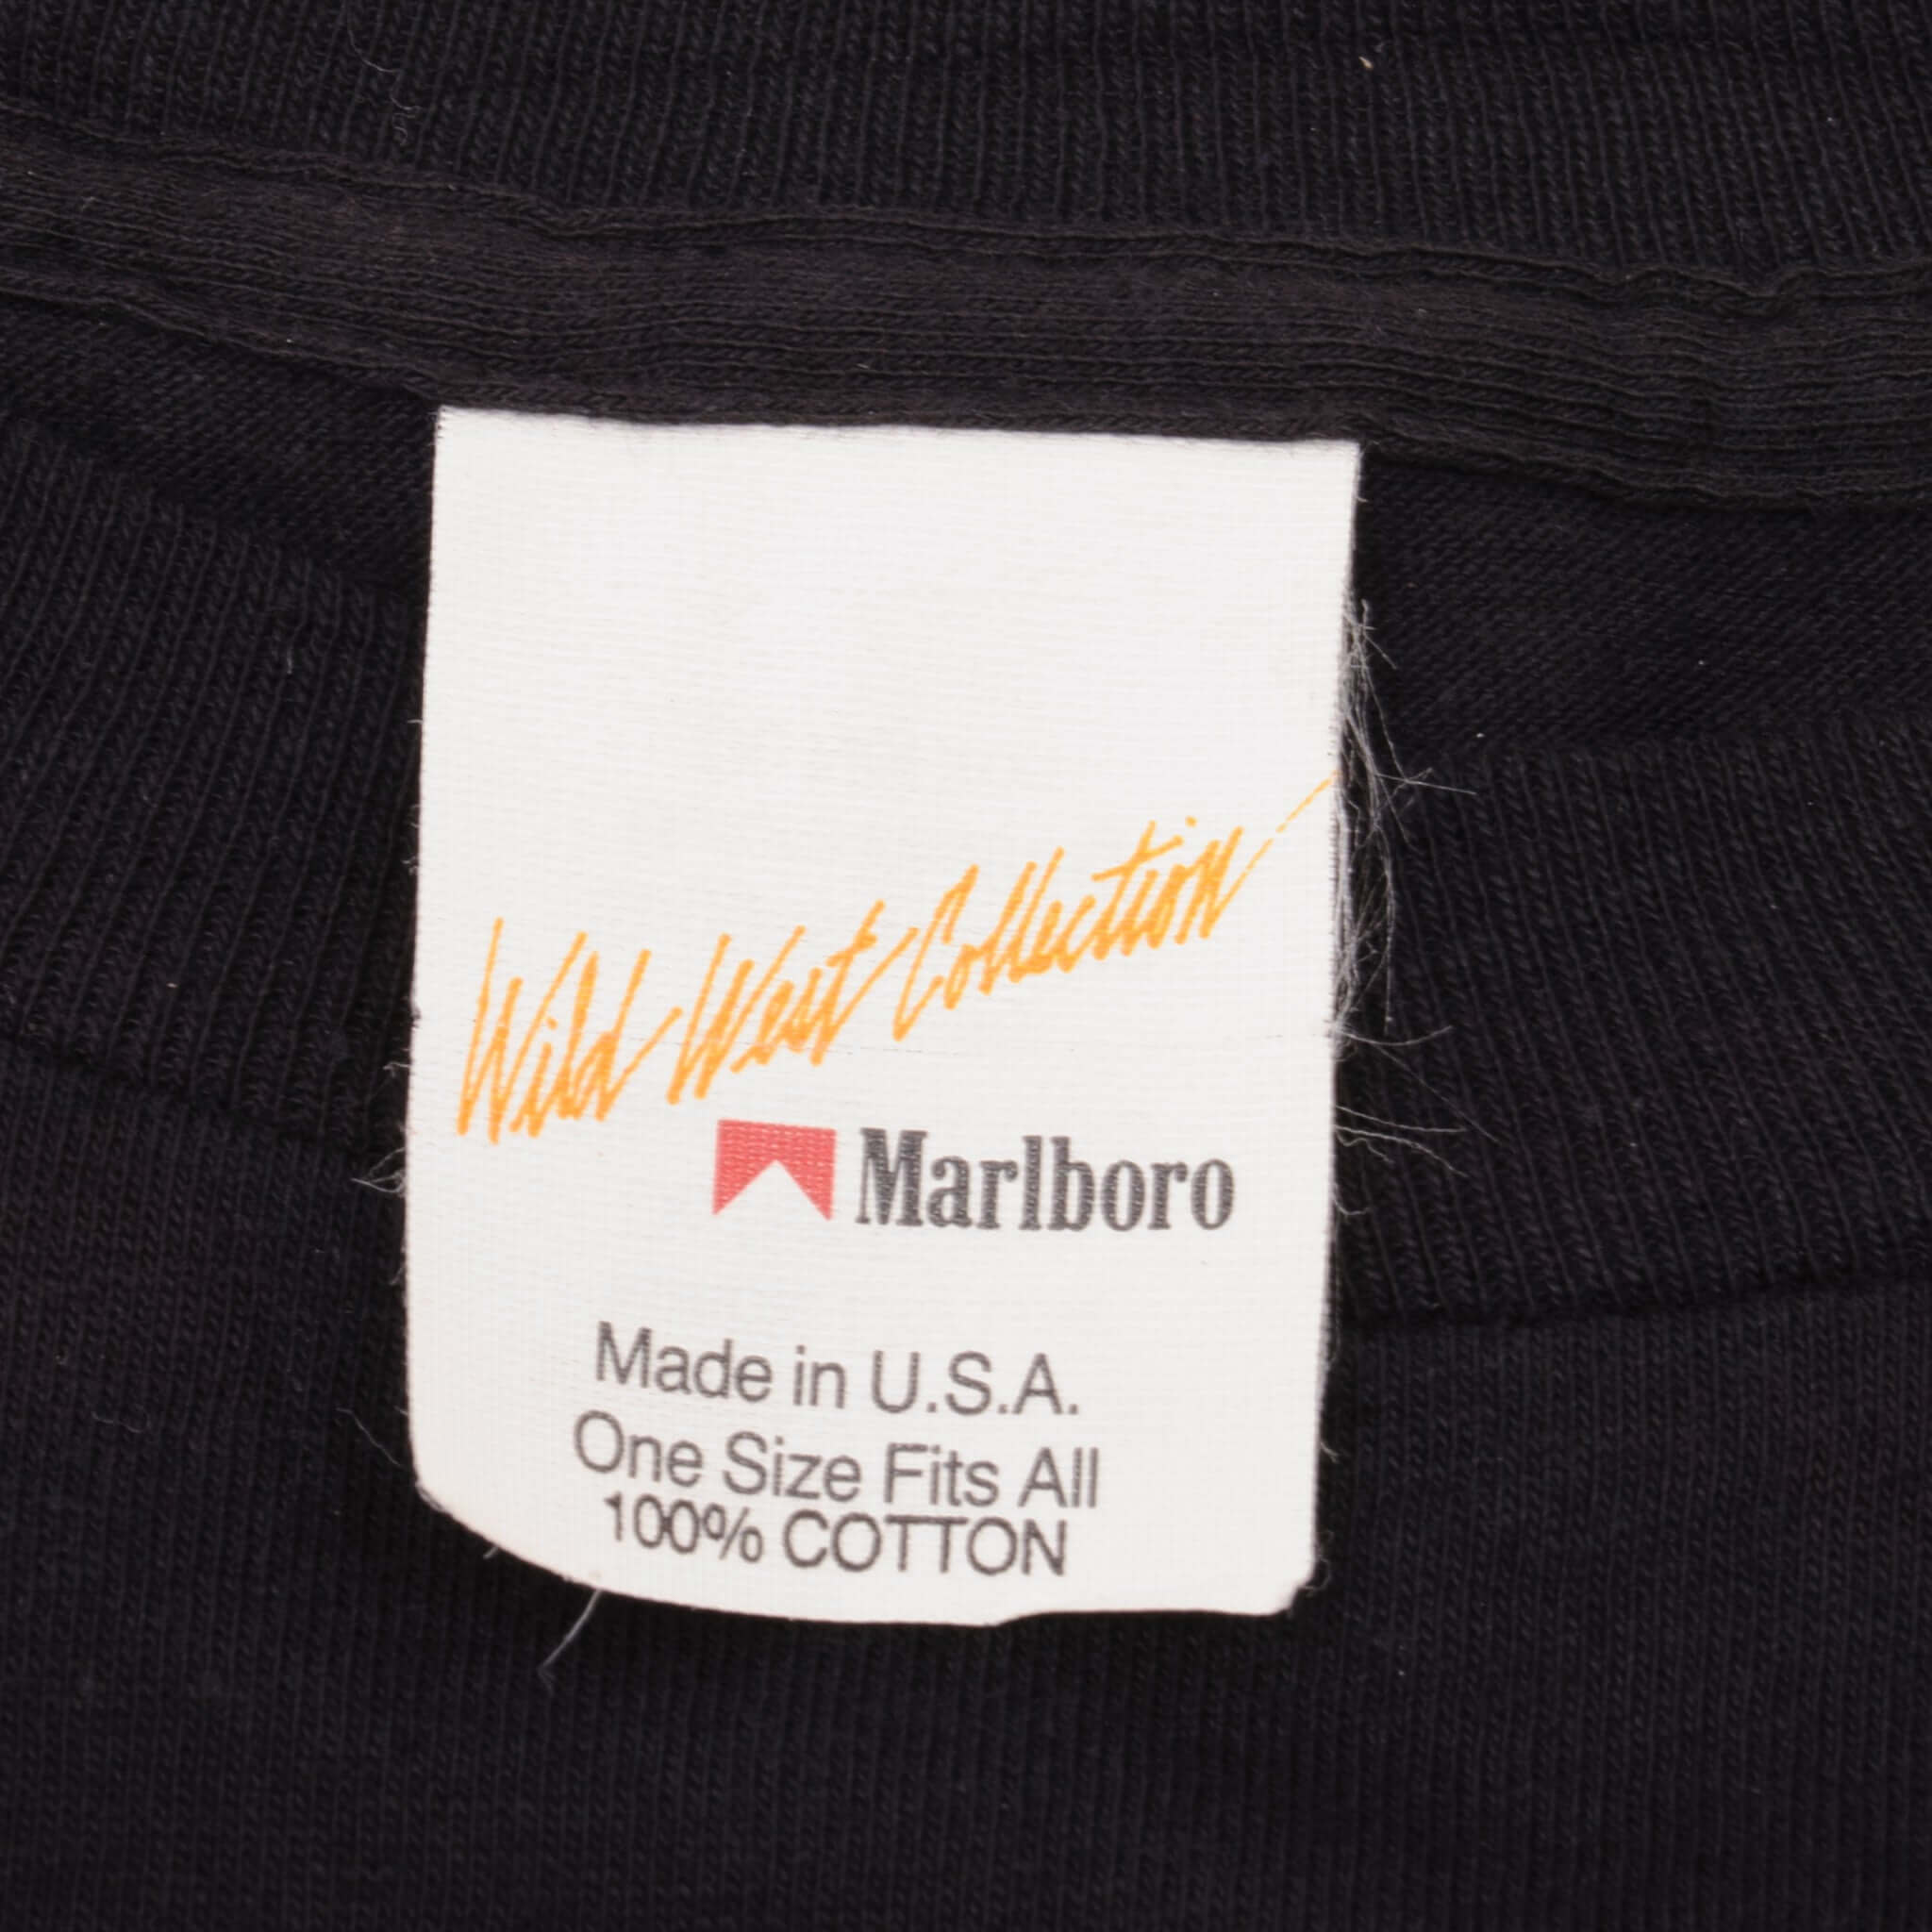 Wild West Collection
Marlboro
Made in U.S.A.
One Size Fits All
100% COTTON